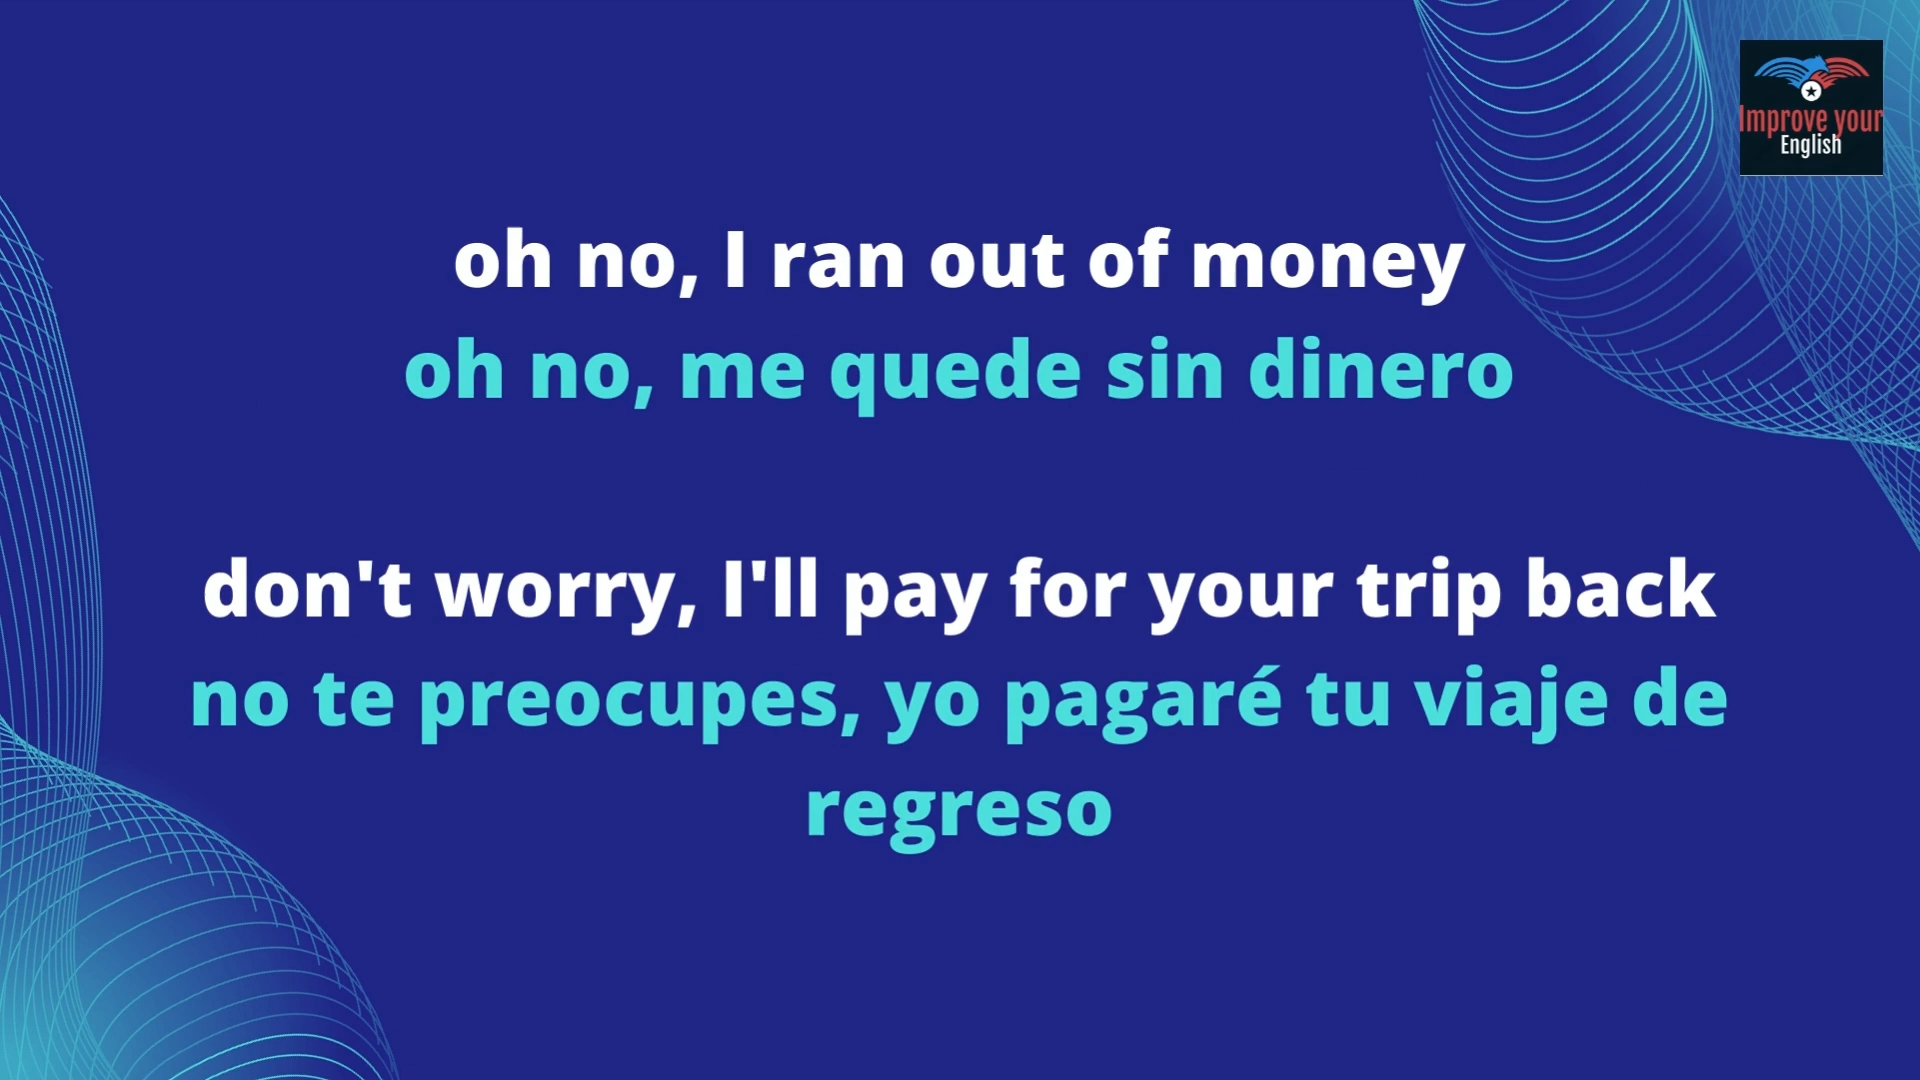 Improve your
English
oh no, I ran out of money
oh no, me quede sin dinero
don't worry, I'll pay for your trip back
no te preocupes, yo pagaré tu viaje de
regreso